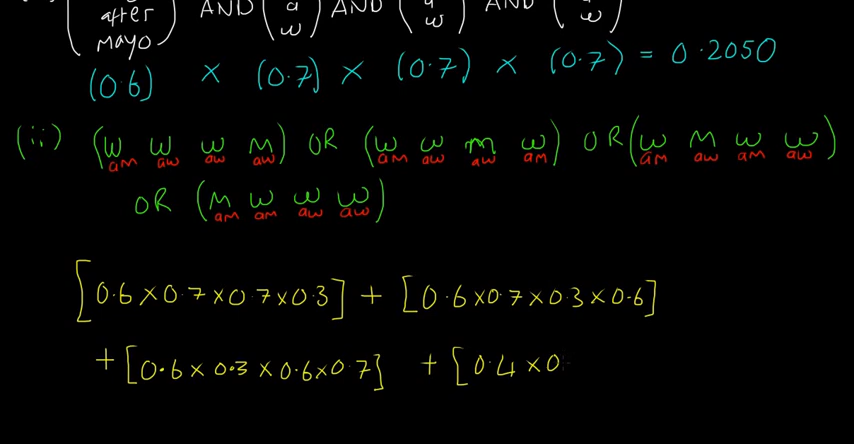 after AND ( a w ) AND ( w ) AND ( w )
mayo
(0.6) × (0.7) × (0.7) × (0.7) = 0.2050
(ii) (W W W M) OR (W W M W) OR (W M W W)
am aw aw aw am aw aw am am aw am aw
OR (M W W W)
am am aw aw
[0.6×0.7×0.7×0.3] + [0.6×0.7×0.3×0.6]
+ [0.6×0.3×0.6×0.7] + [0.4×0